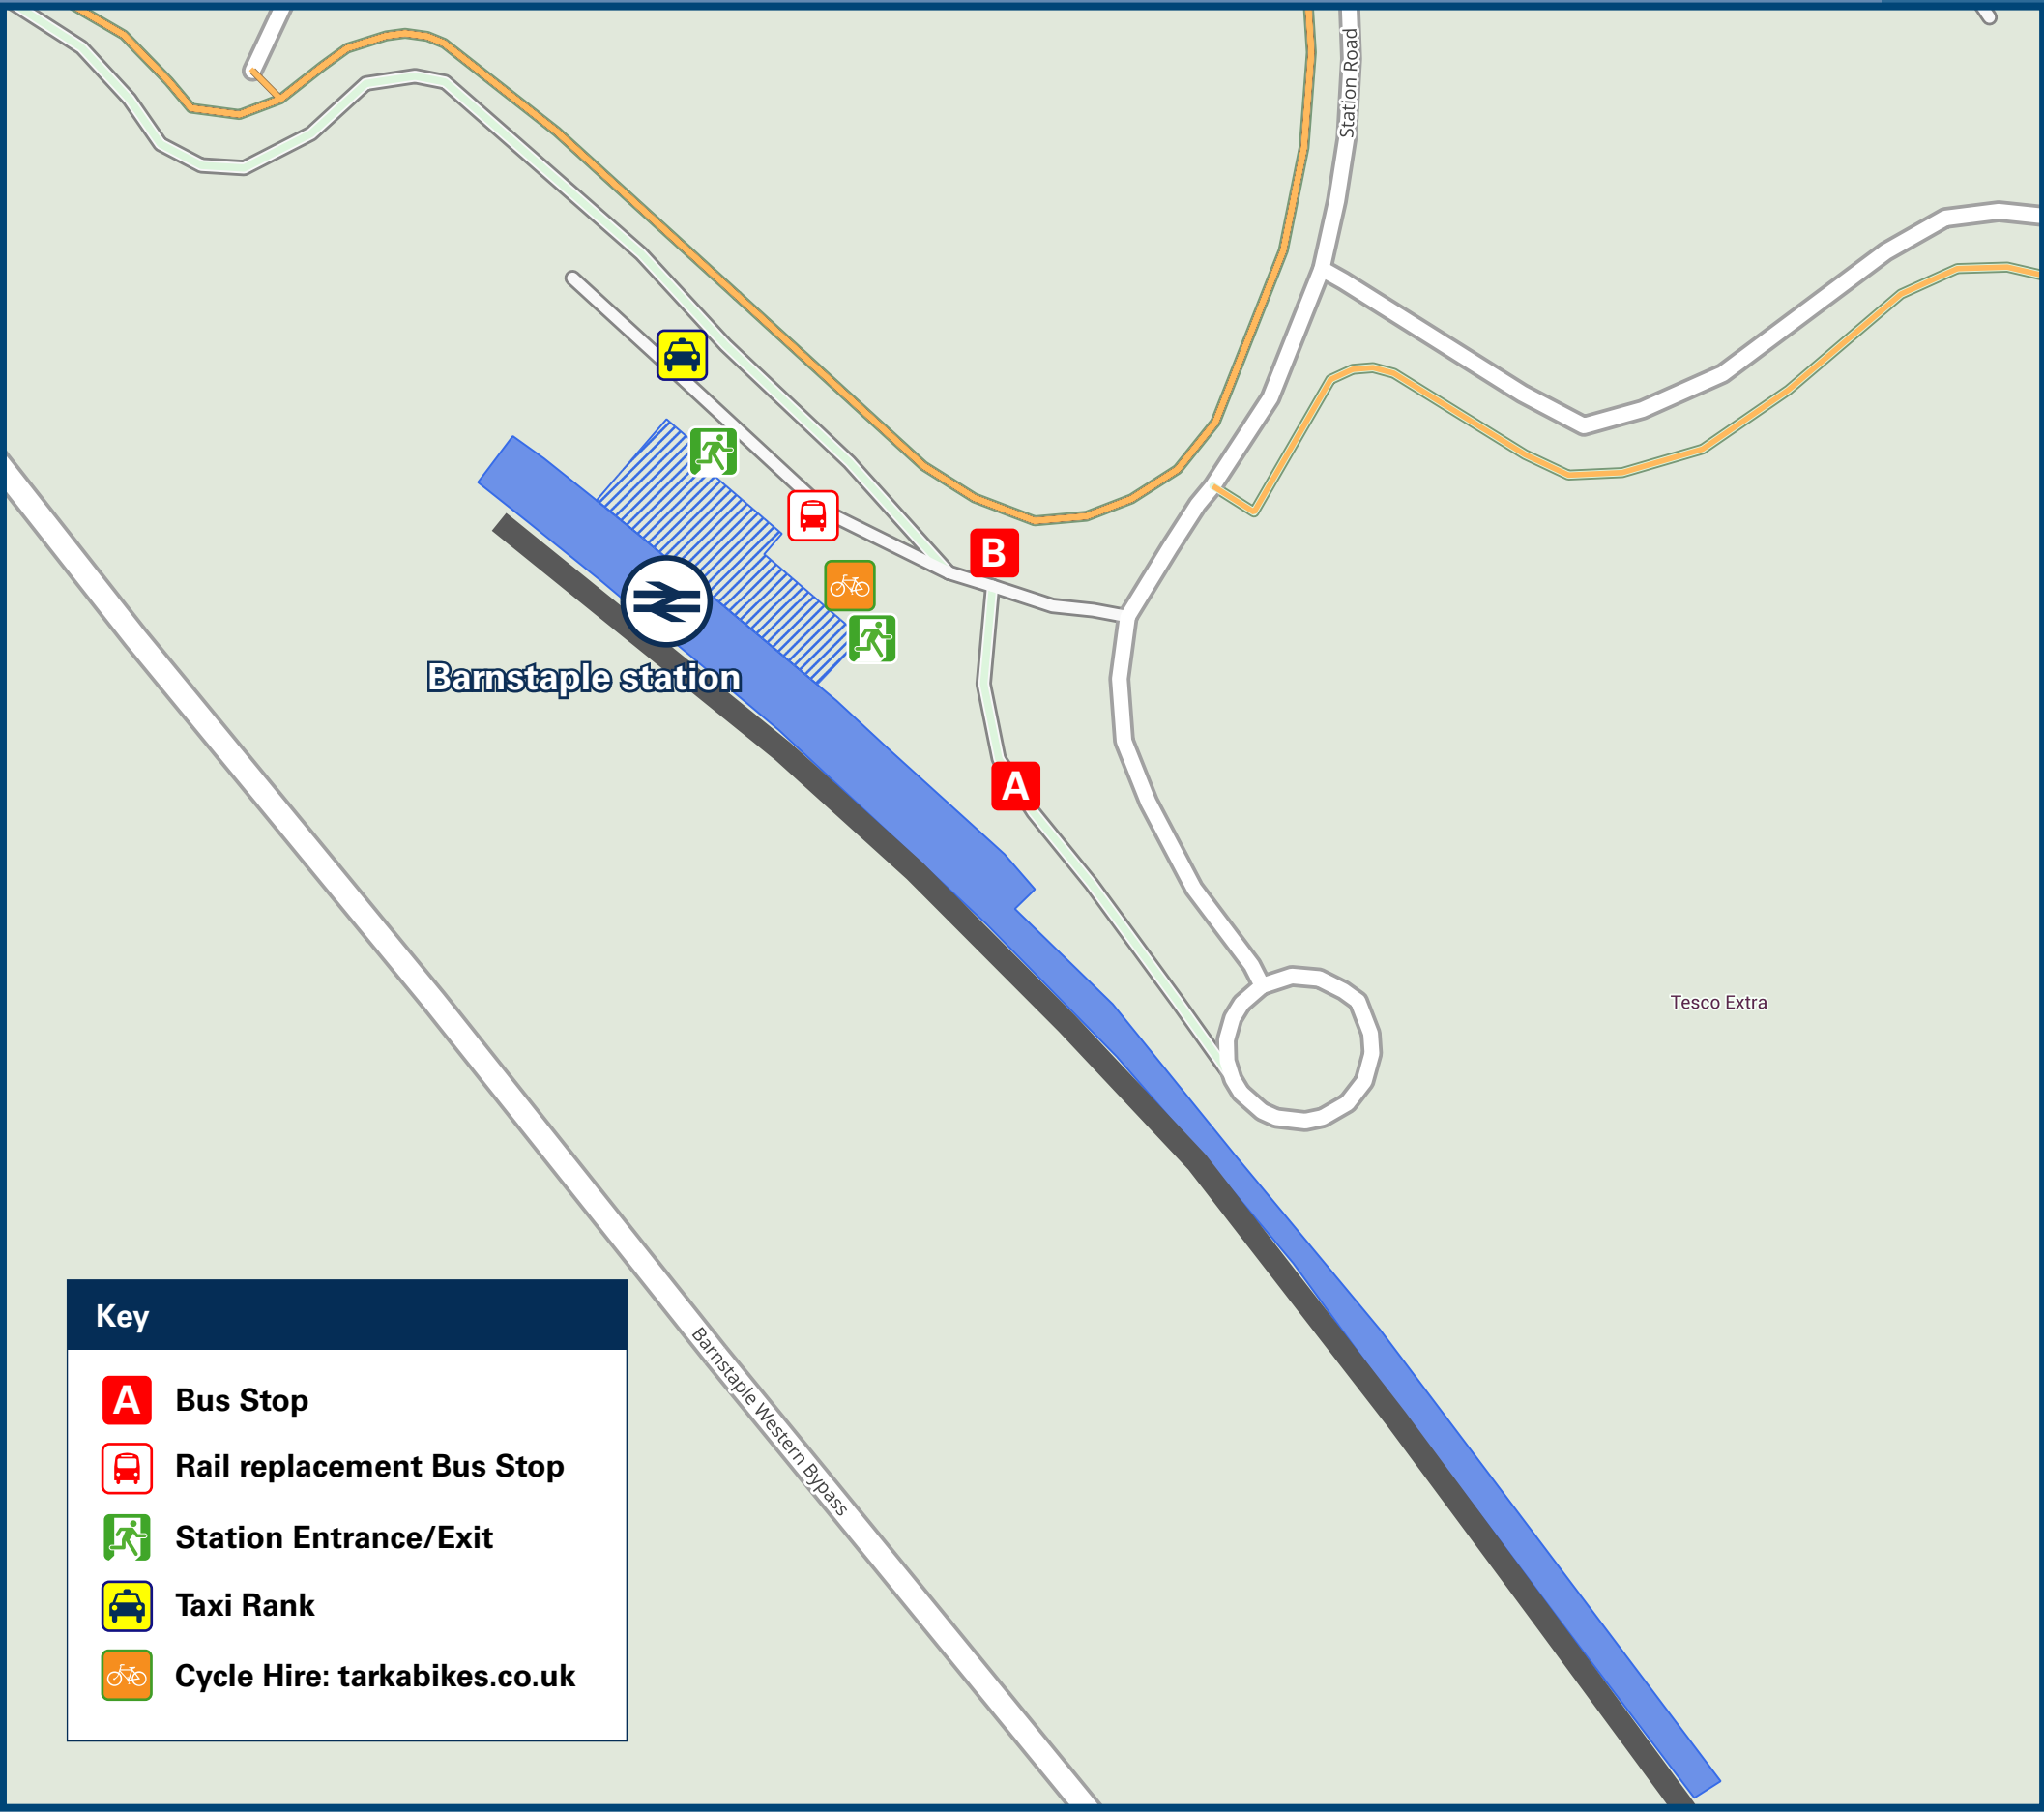 Station Road
B
Barnstaple station
A
Tesco Extra
Key
A Bus Stop
Rail replacement Bus Stop
Station Entrance/Exit
Taxi Rank
Cycle Hire: tarkabikes.co.uk
Barnstaple Western Bypass